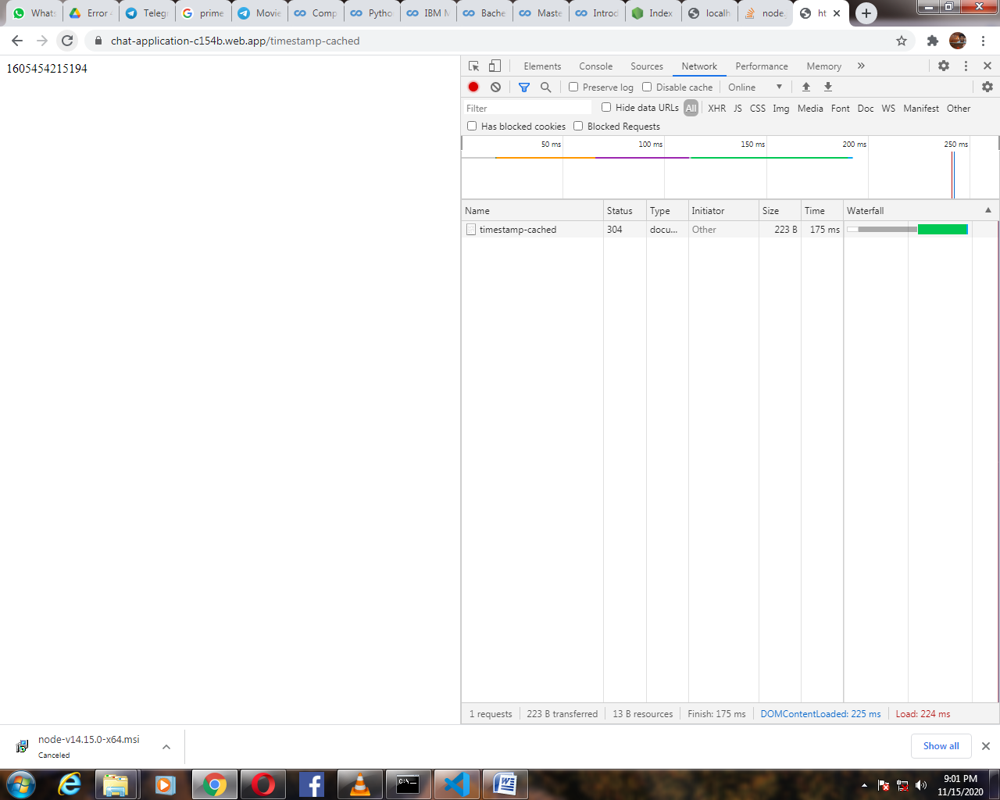 Whats Error Telegr prime Movie Comp Pytho IBM M Bache Maste Introd Index localh node. ht
chat-application-c154b.web.app/timestamp-cached
1605454215194
Elements Console Sources Network Performance Memory
Preserve log Disable cache Online
Filter Hide data URLs All XHR JS CSS Img Media Font Doc WS Manifest Other
Has blocked cookies Blocked Requests
50 ms 100 ms 150 ms 200 ms 250 ms
Name Status Type Initiator Size Time Waterfall
timestamp-cached 304 docu... Other 223 B 175 ms
1 requests 223 B transferred 13 B resources Finish: 175 ms DOMContentLoaded: 225 ms Load: 224 ms
node-v14.15.0-x64.msi
Canceled
Show all
9:01 PM
11/15/2020